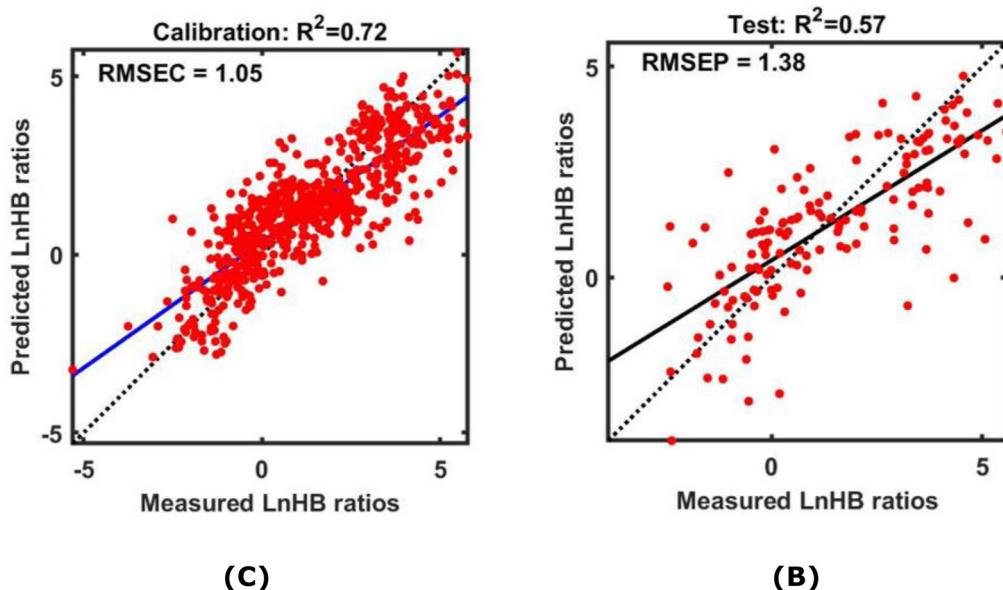 Calibration: R²=0.72
RMSEC = 1.05
5
0
-5
Predicted LnHB ratios
-5 0 5
Measured LnHB ratios
(C)
Test: R²=0.57
RMSEP = 1.38
5
0
Predicted LnHB ratios
0 5
Measured LnHB ratios
(B)